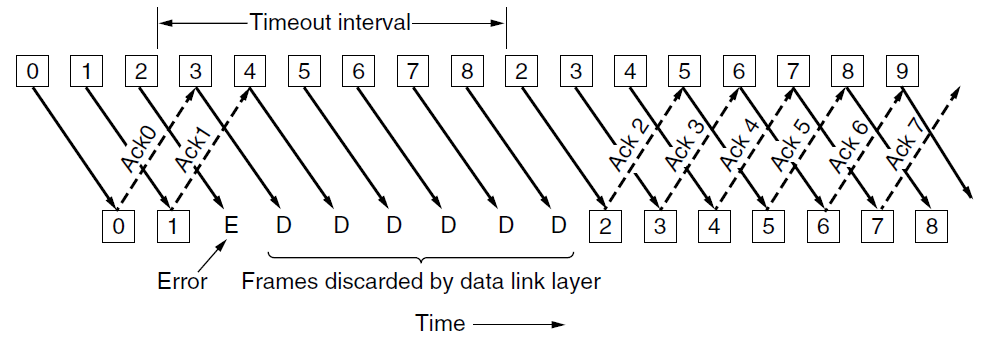 Timeout interval
0 1 2 3 4 5 6 7 8 2 3 4 5 6 7 8 9
Ack0 Ack1 Ack 2 Ack 3 Ack 4 Ack 5 Ack 6 Ack 7
0 1 E D D D D D D 2 3 4 5 6 7 8
Error Frames discarded by data link layer
Time